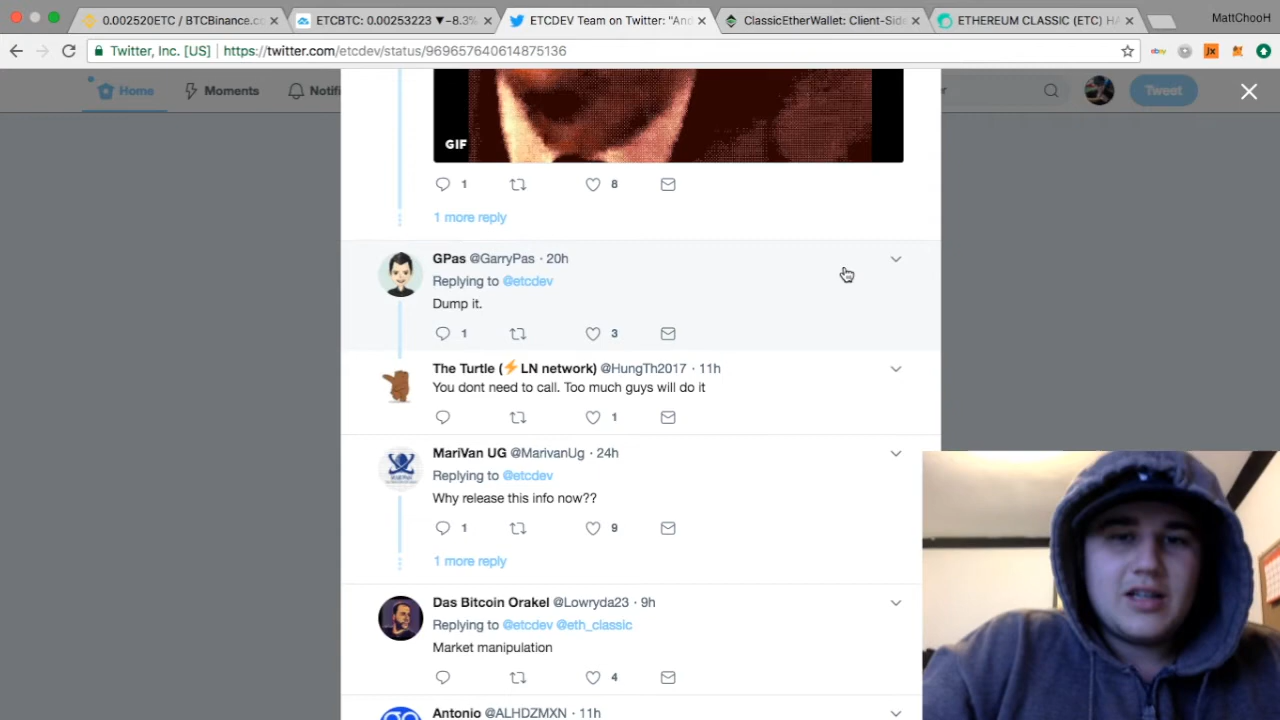 0.002520ETC / BTCBinance.co
ETCBTC: 0.00253223 ▼-8.3%
ETCDEV Team on Twitter: "And
ClassicEtherWallet: Client-Side
ETHEREUM CLASSIC (ETC) HA
MattChooH
Twitter, Inc. [US] https://twitter.com/etcdev/status/969657640614875136
ebay
JX
Home
Moments
Notifi
Tweet
GIF
1
8
1 more reply
GPas @GarryPas · 20h
Replying to @etcdev
Dump it.
1
3
The Turtle (⚡LN network) @HungTh2017 · 11h
You dont need to call. Too much guys will do it
1
MariVan UG @MarivanUg · 24h
Replying to @etcdev
Why release this info now??
1
9
1 more reply
Das Bitcoin Orakel @Lowryda23 · 9h
Replying to @etcdev @eth_classic
Market manipulation
4
Antonio @ALHDZMXN · 11h